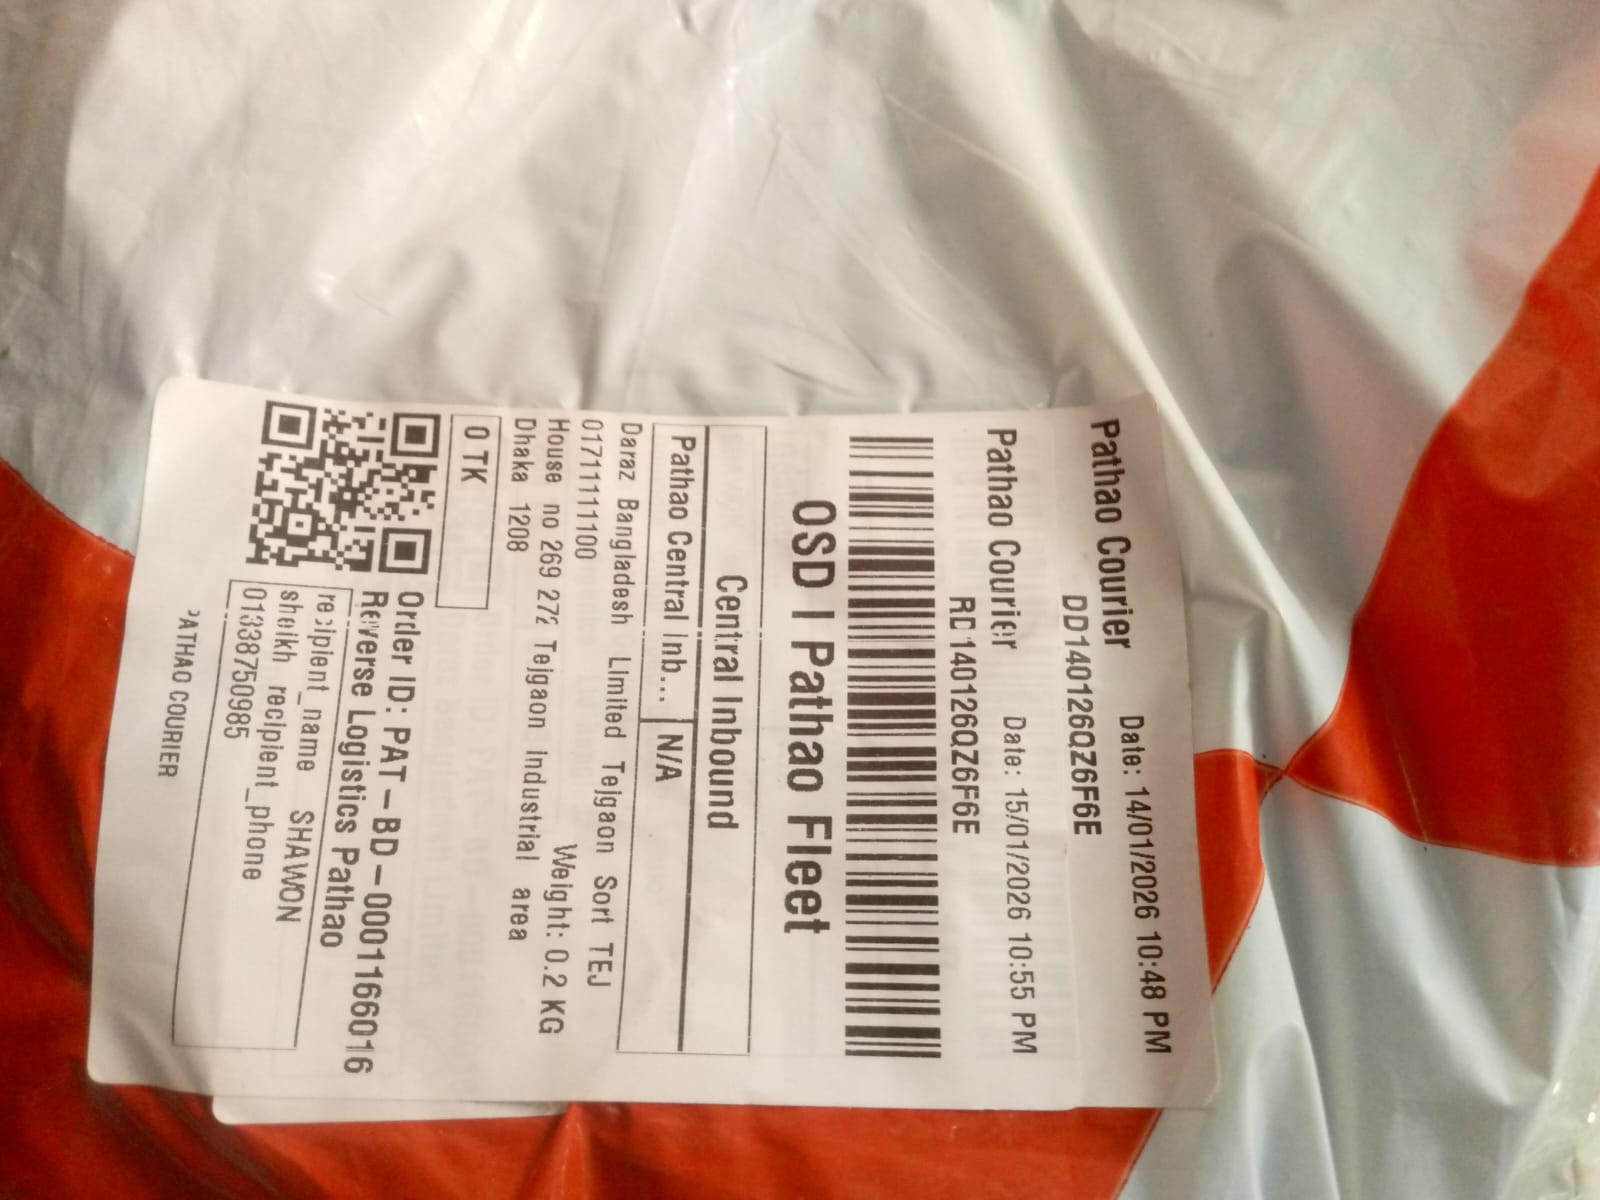 Pathao Courier Date: 14/01/2026 10:48 PM
DD140126QZ6F6E
Pathao Courier Date: 15/01/2026 10:55 PM
RD140126QZ6F6E
OSD | Pathao Fleet
Central Inbound
Pathao Central Inb... N/A
Daraz Bangladesh Limited Tejgaon Sort TEJ
01711111100
House no 269 272 Tejgaon Industrial area
Dhaka 1208
Weight: 0.2 KG
0 TK
Order ID: PAT-BD-00011666016
Reverse Logistics Pathao
recipient_name SHAWON
sheikh recipient_phone
01338750985
PATHAO COURIER